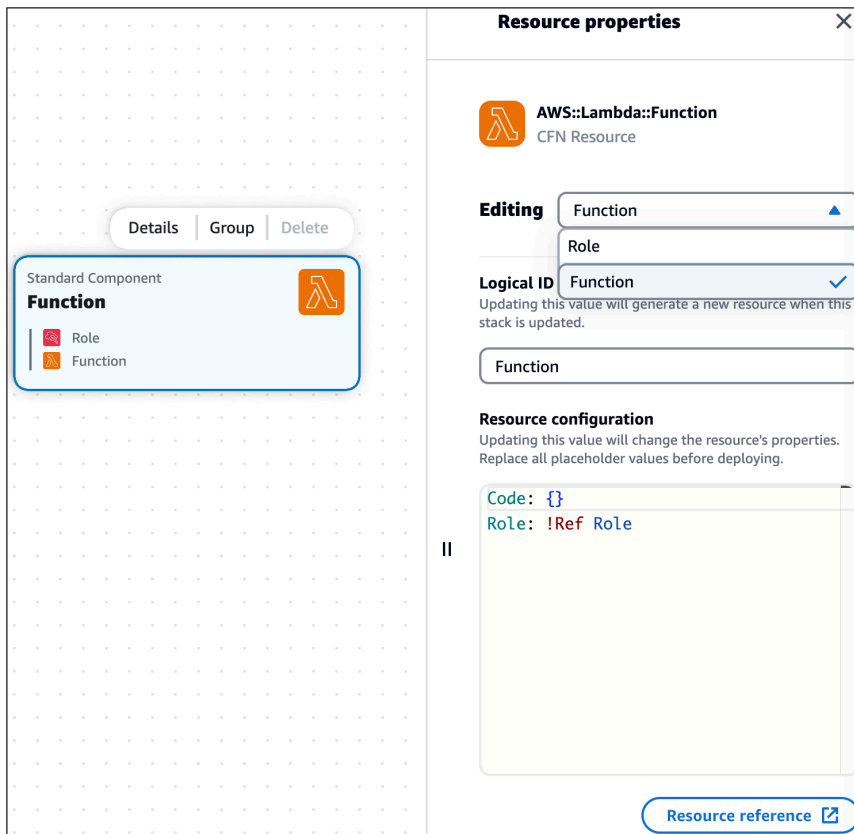 Resource properties
AWS::Lambda::Function
CFN Resource
Details
Group
Delete
Editing
Function
Role
Function
Standard Component
Function
Role
Function
Logical ID
Updating this value will generate a new resource when this
stack is updated.
Function
Resource configuration
Updating this value will change the resource's properties.
Replace all placeholder values before deploying.
Code: {}
Role: !Ref Role
Resource reference